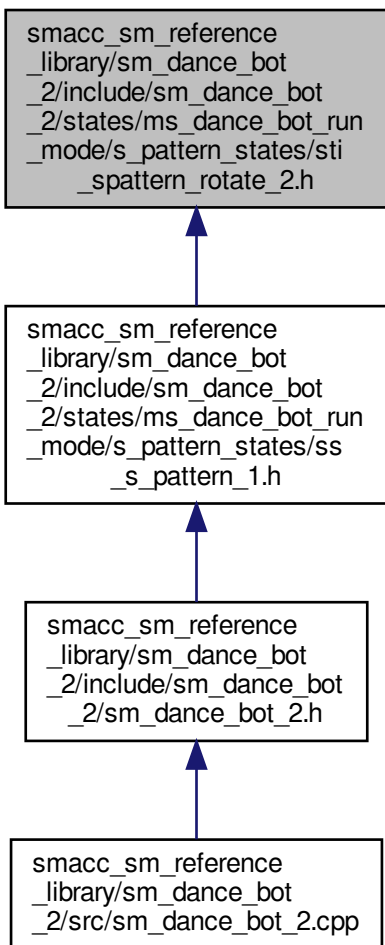 smacc_sm_reference
_library/sm_dance_bot
_2/include/sm_dance_bot
_2/states/ms_dance_bot_run
_mode/s_pattern_states/sti
_spattern_rotate_2.h
smacc_sm_reference
_library/sm_dance_bot
_2/include/sm_dance_bot
_2/states/ms_dance_bot_run
_mode/s_pattern_states/ss
_s_pattern_1.h
smacc_sm_reference
_library/sm_dance_bot
_2/include/sm_dance_bot
_2/sm_dance_bot_2.h
smacc_sm_reference
_library/sm_dance_bot
_2/src/sm_dance_bot_2.cpp